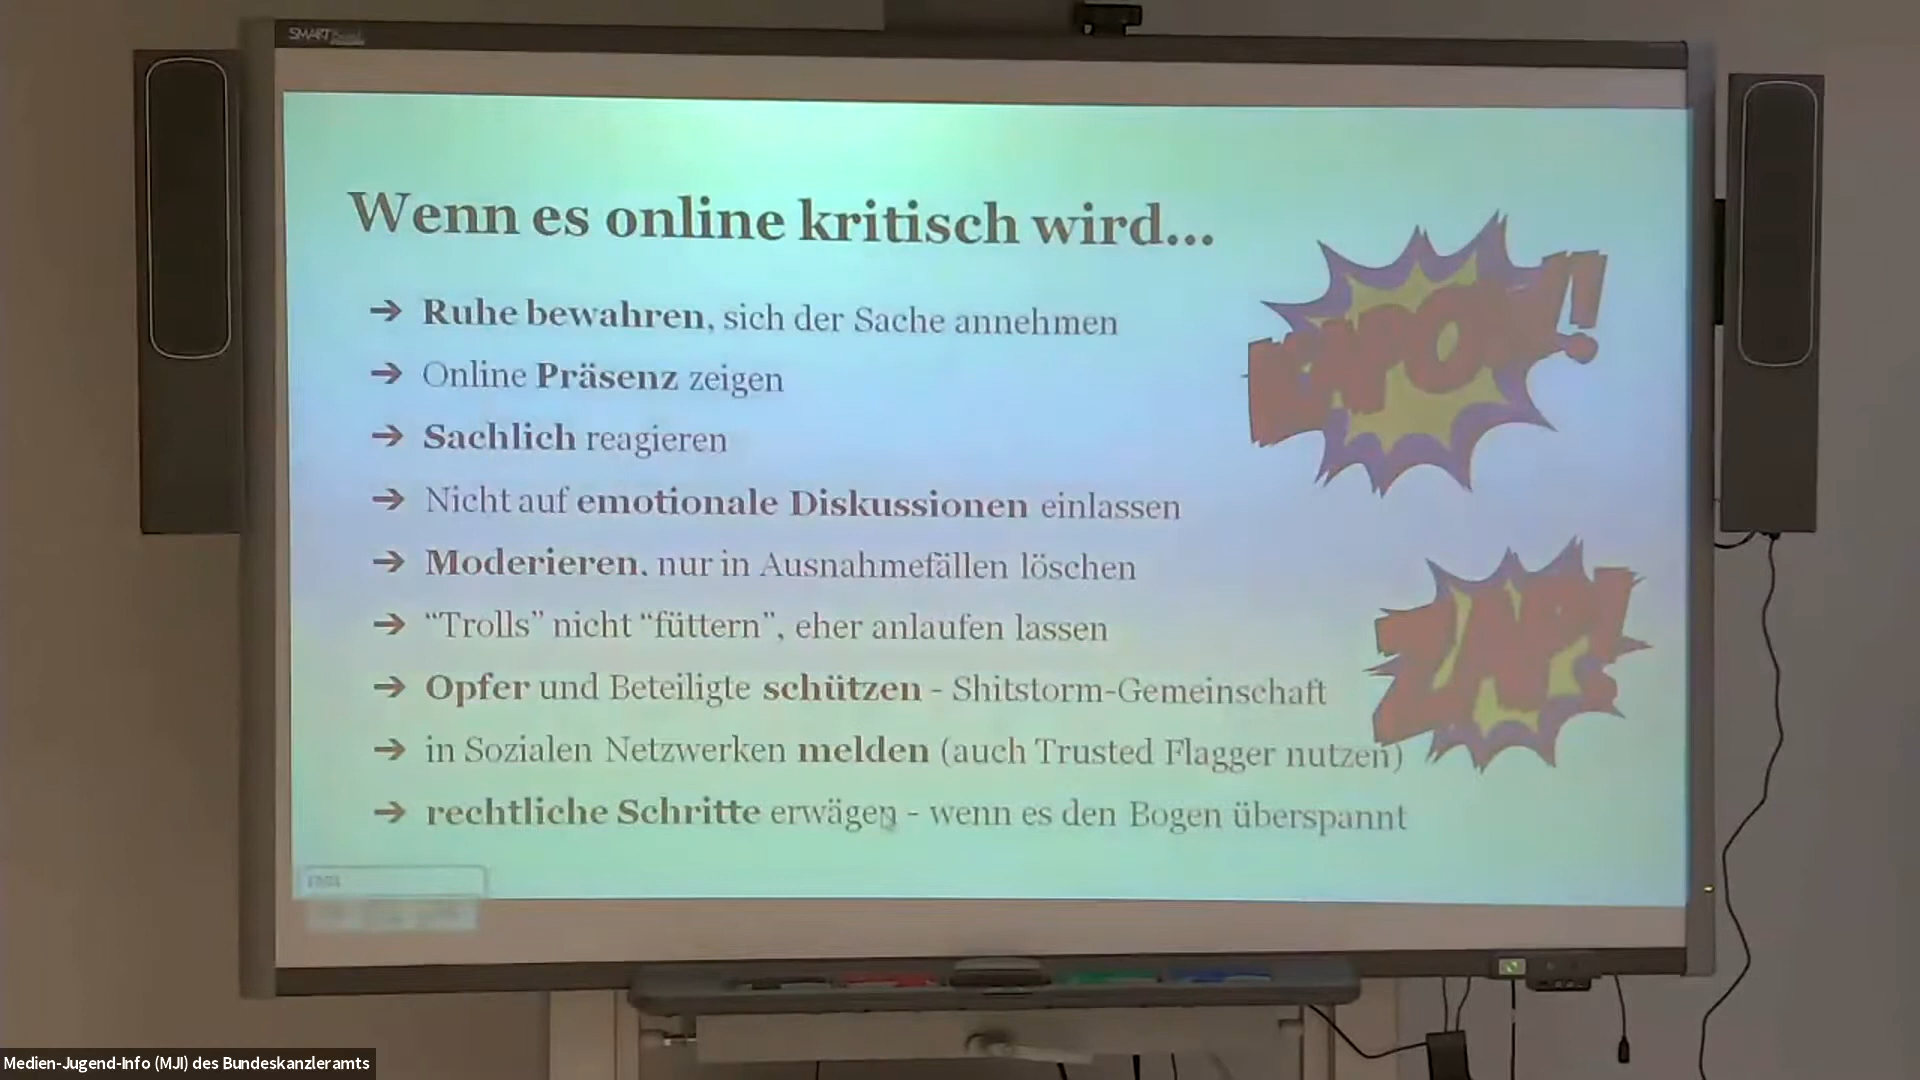 SMART
Wenn es online kritisch wird...
➔ Ruhe bewahren, sich der Sache annehmen
➔ Online Präsenz zeigen
➔ Sachlich reagieren
➔ Nicht auf emotionale Diskussionen einlassen
➔ Moderieren, nur in Ausnahmefällen löschen
➔ “Trolls” nicht “füttern”, eher anlaufen lassen
➔ Opfer und Beteiligte schützen - Shitstorm-Gemeinschaft
➔ in Sozialen Netzwerken melden (auch Trusted Flagger nutzen)
➔ rechtliche Schritte erwägen - wenn es den Bogen überspannt
KAPOW!!
ZAP!
Medien-Jugend-Info (MJI) des Bundeskanzleramts